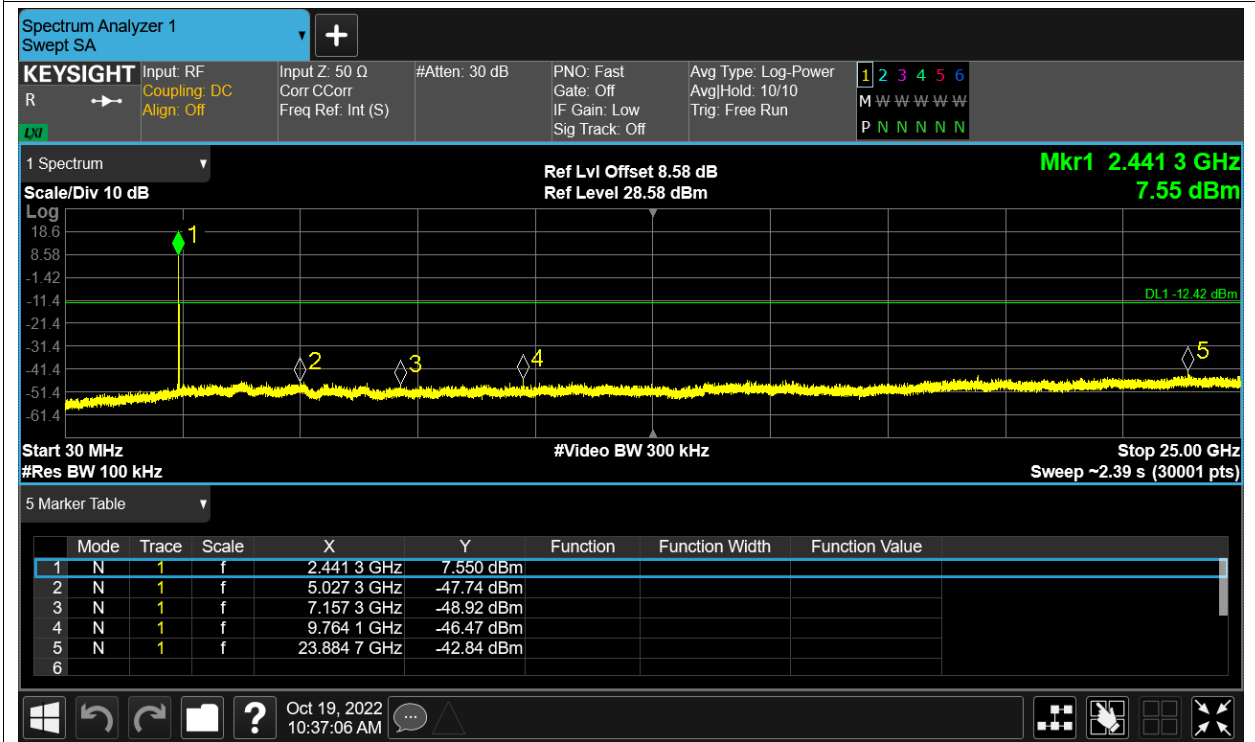 Spectrum Analyzer 1
Swept SA
+
KEYSIGHT Input: RF Input Z: 50 Ω #Atten: 30 dB PNO: Fast Avg Type: Log-Power 1 2 3 4 5 6
R Coupling: DC Corr CCorr Gate: Off Avg|Hold: 10/10 M W W W W W
Align: Off Freq Ref: Int (S) IF Gain: Low Trig: Free Run
LXI Sig Track: Off P N N N N N
1 Spectrum Ref Lvl Offset 8.58 dB Mkr1 2.441 3 GHz
Scale/Div 10 dB Ref Level 28.58 dBm 7.55 dBm
Log
18.6 1
8.58
-1.42
-11.4 DL1 -12.42 dBm
-21.4
-31.4
-41.4 2 3 4 5
-51.4
-61.4
Start 30 MHz #Video BW 300 kHz Stop 25.00 GHz
#Res BW 100 kHz Sweep ~2.39 s (30001 pts)
5 Marker Table
Mode Trace Scale X Y Function Function Width Function Value
1 N 1 f 2.441 3 GHz 7.550 dBm
2 N 1 f 5.027 3 GHz -47.74 dBm
3 N 1 f 7.157 3 GHz -48.92 dBm
4 N 1 f 9.764 1 GHz -46.47 dBm
5 N 1 f 23.884 7 GHz -42.84 dBm
6
? Oct 19, 2022
10:37:06 AM